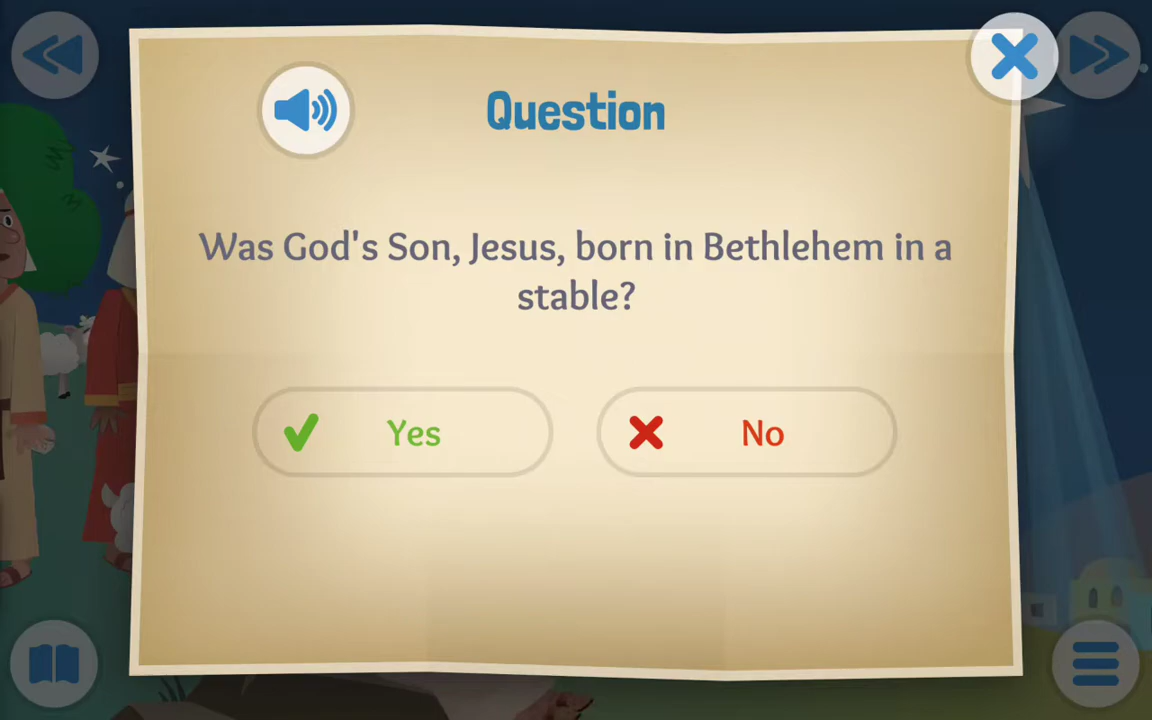 Question
Was God's Son, Jesus, born in Bethlehem in a
stable?
Yes
No